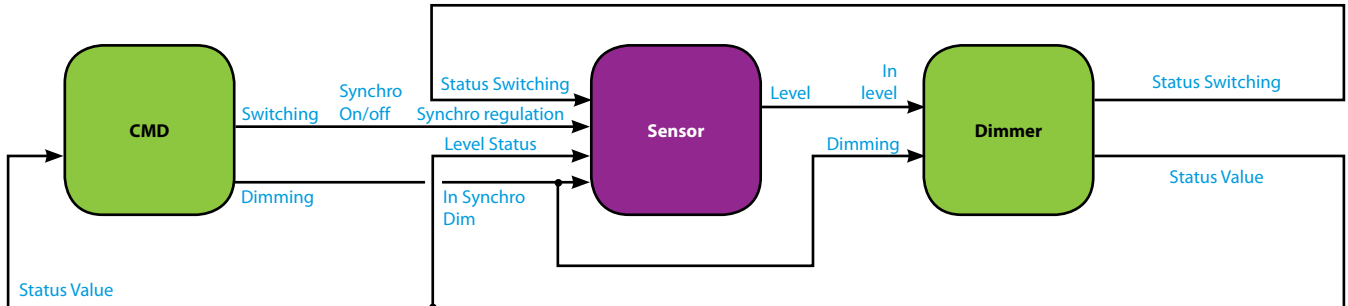 CMD
Switching
Synchro
On/off
Synchro regulation
Status Switching
Level Status
Dimming
In Synchro
Dim
Status Value
Sensor
Level
In
level
Dimming
Dimmer
Status Switching
Status Value